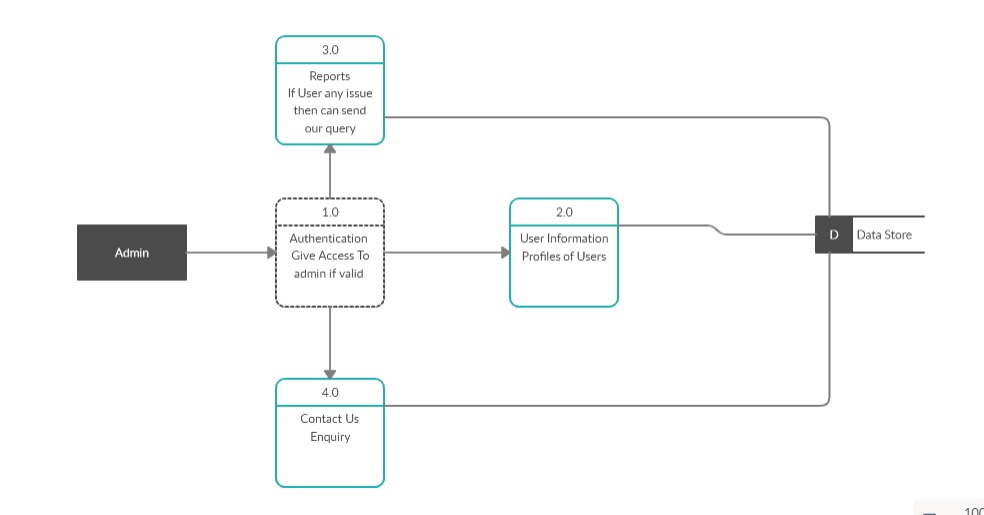 3.0
Reports
If User any issue
then can send
our query
Admin
1.0
Authentication
Give Access To
admin if valid
2.0
User Information
Profiles of Users
D
Data Store
4.0
Contact Us
Enquiry